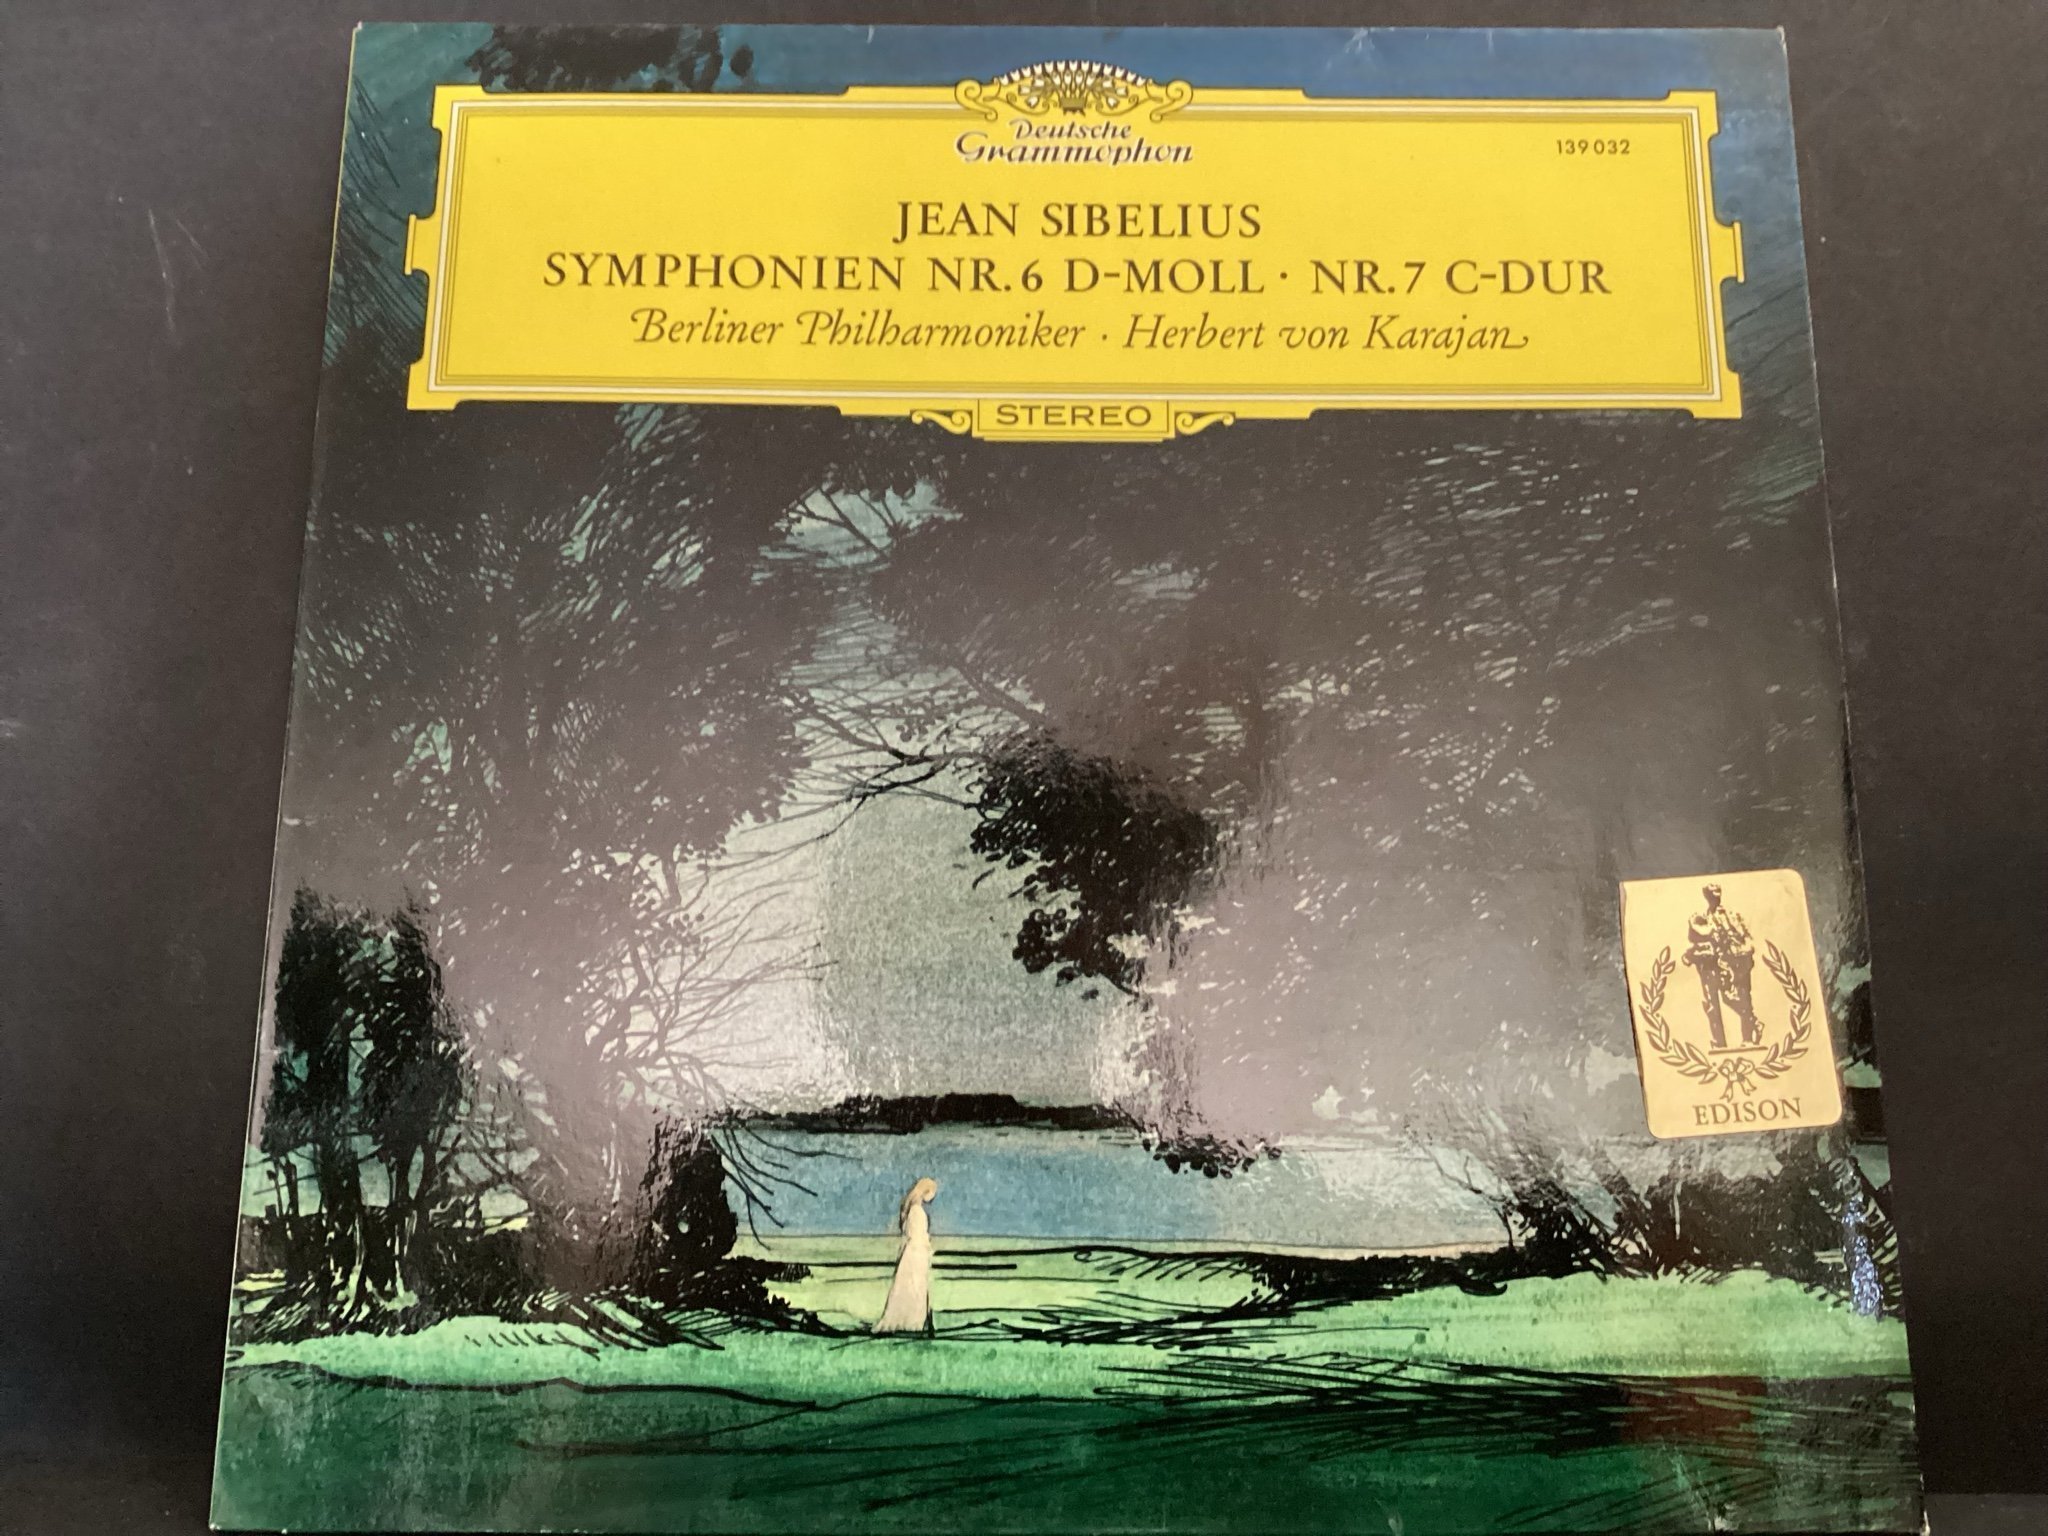 Deutsche
Grammophon
139 032
JEAN SIBELIUS
SYMPHONIEN NR. 6 D-MOLL · NR. 7 C-DUR
Berliner Philharmoniker · Herbert von Karajan
STEREO
EDISON